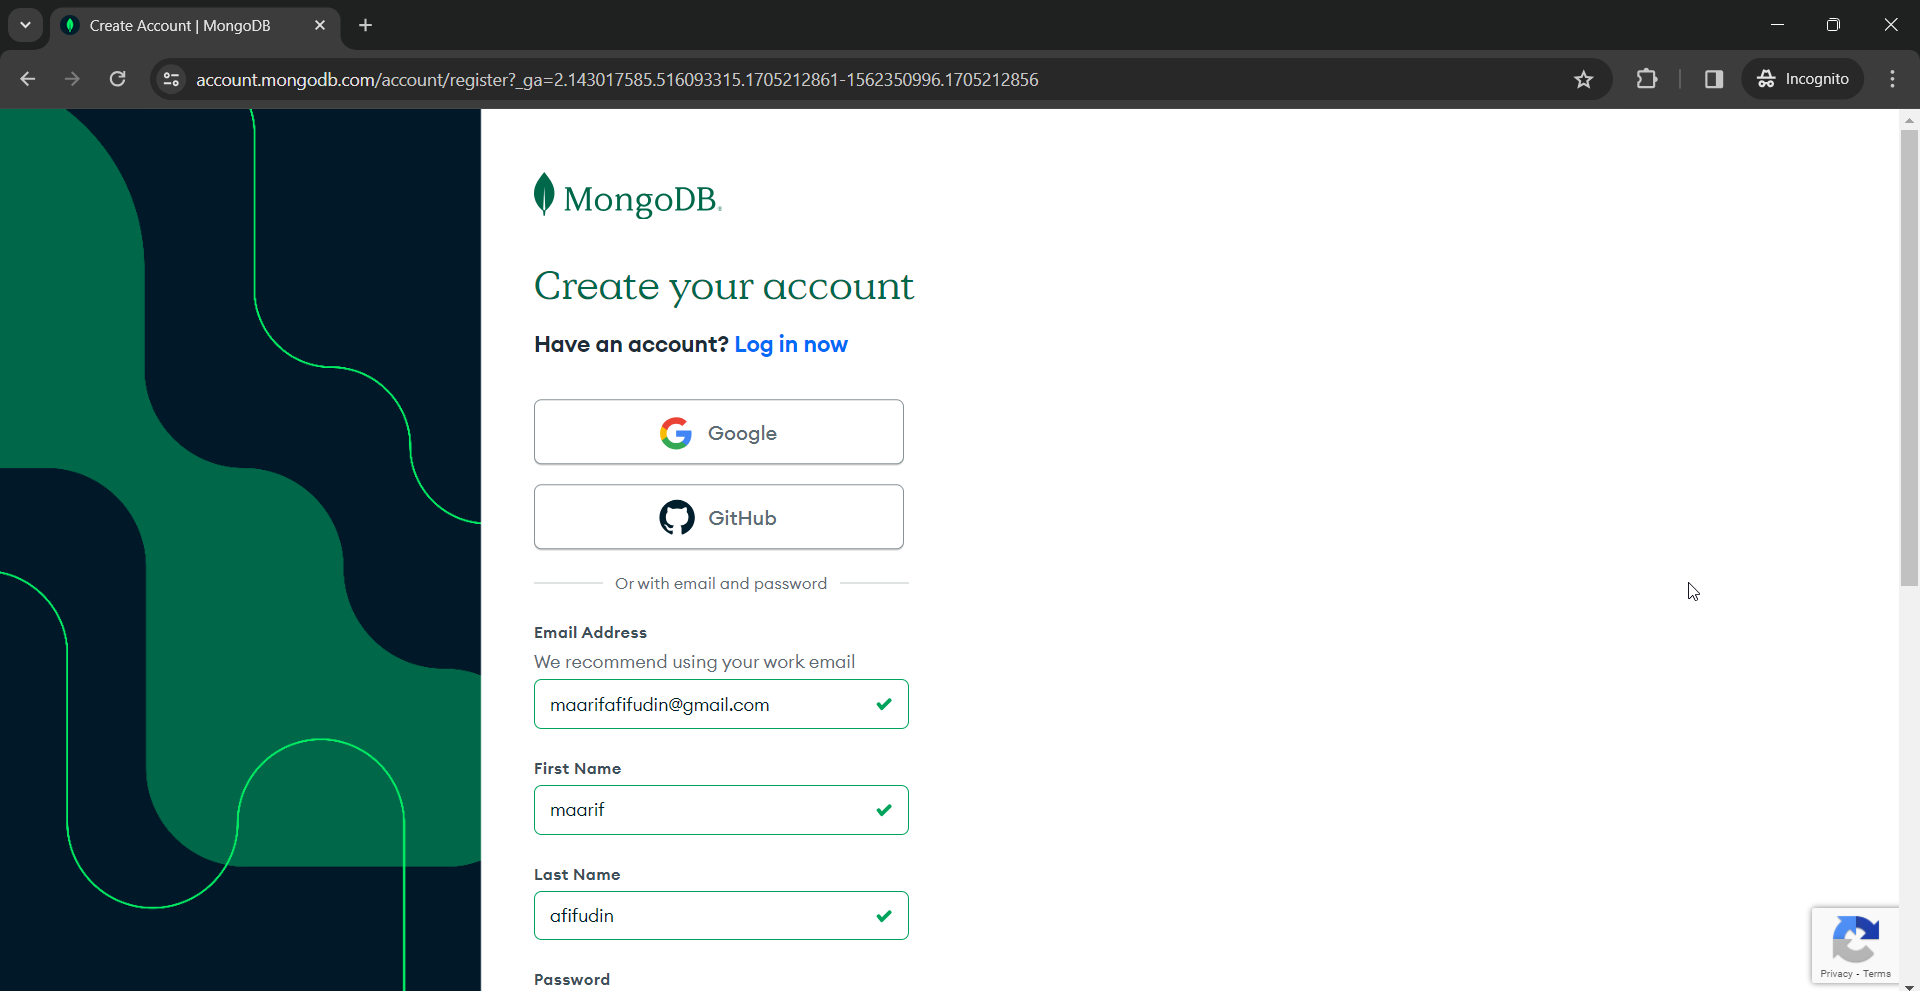 Create Account | MongoDB
account.mongodb.com/account/register?_ga=2.143017585.516093315.1705212861-1562350996.1705212856
Incognito
MongoDB.
Create your account
Have an account? Log in now
Google
GitHub
Or with email and password
Email Address
We recommend using your work email
maarifafifudin@gmail.com
First Name
maarif
Last Name
afifudin
Password
Privacy - Terms